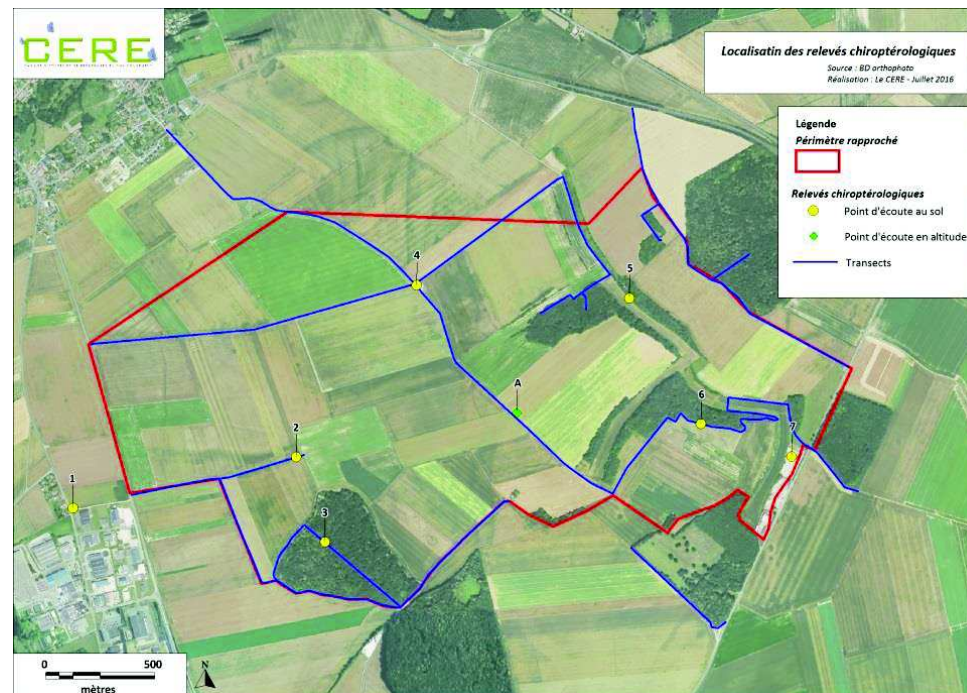 CERE
Localisatin des relevés chiroptérologiques
Source : BD orthophoto
Réalisation : Le CERE - Juillet 2016
Légende
Périmètre rapproché
Relevés chiroptérologiques
Point d'écoute au sol
Point d'écoute en altitude
Transects
4
5
A
6
2
7
1
3
0 500
mètres
N